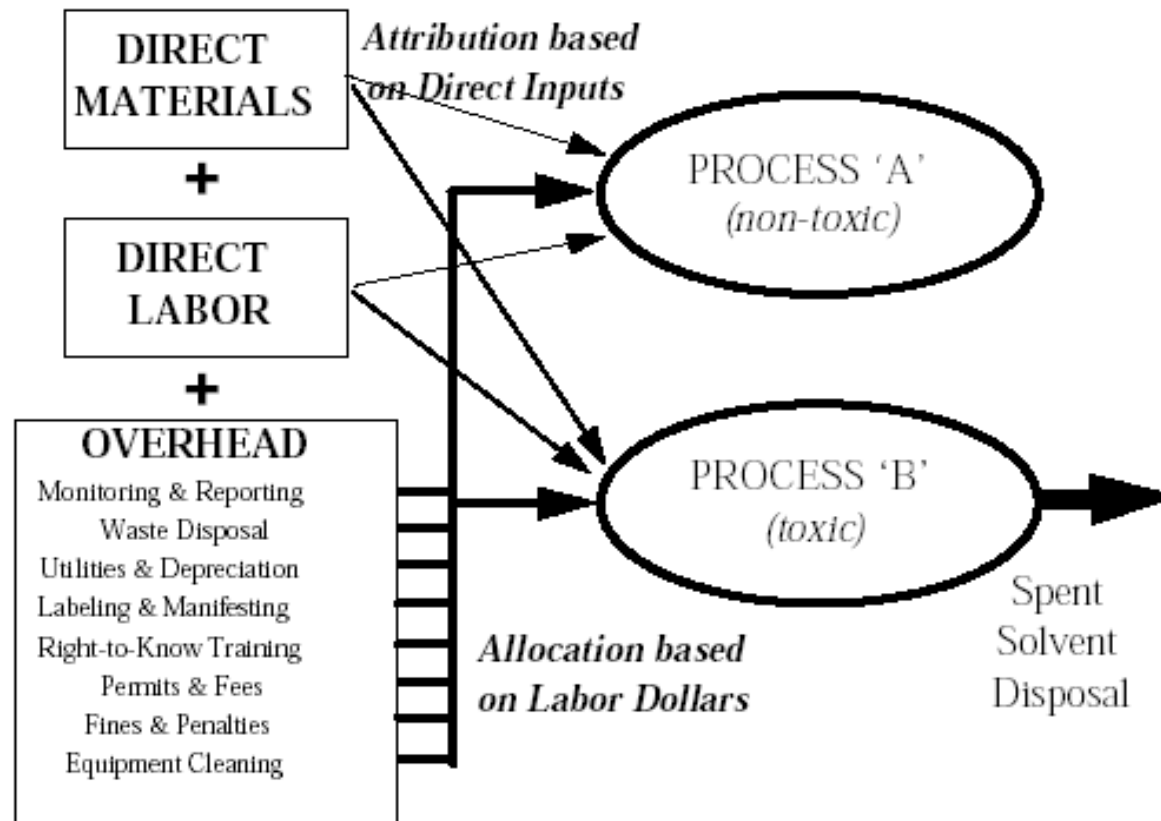 DIRECT
MATERIALS
+
DIRECT
LABOR
+
OVERHEAD
Monitoring & Reporting
Waste Disposal
Utilities & Depreciation
Labeling & Manifesting
Right-to-Know Training
Permits & Fees
Fines & Penalties
Equipment Cleaning
Attribution based
on Direct Inputs
PROCESS ‘A’
(non-toxic)
PROCESS ‘B’
(toxic)
Allocation based
on Labor Dollars
Spent
Solvent
Disposal